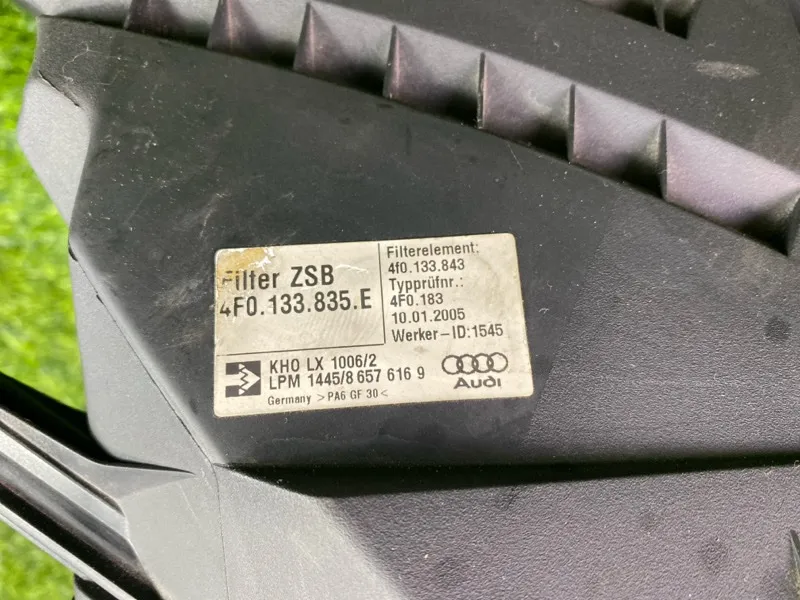 Filter ZSB
4F0.133.835.E
Filterelement:
4f0.133.843
Typprüfnr.:
4F0.183
10.01.2005
Werker-ID:1545
KHO LX 1006/2
LPM 1445/8 657 616 9
Germany >PA6 GF 30<
Audi